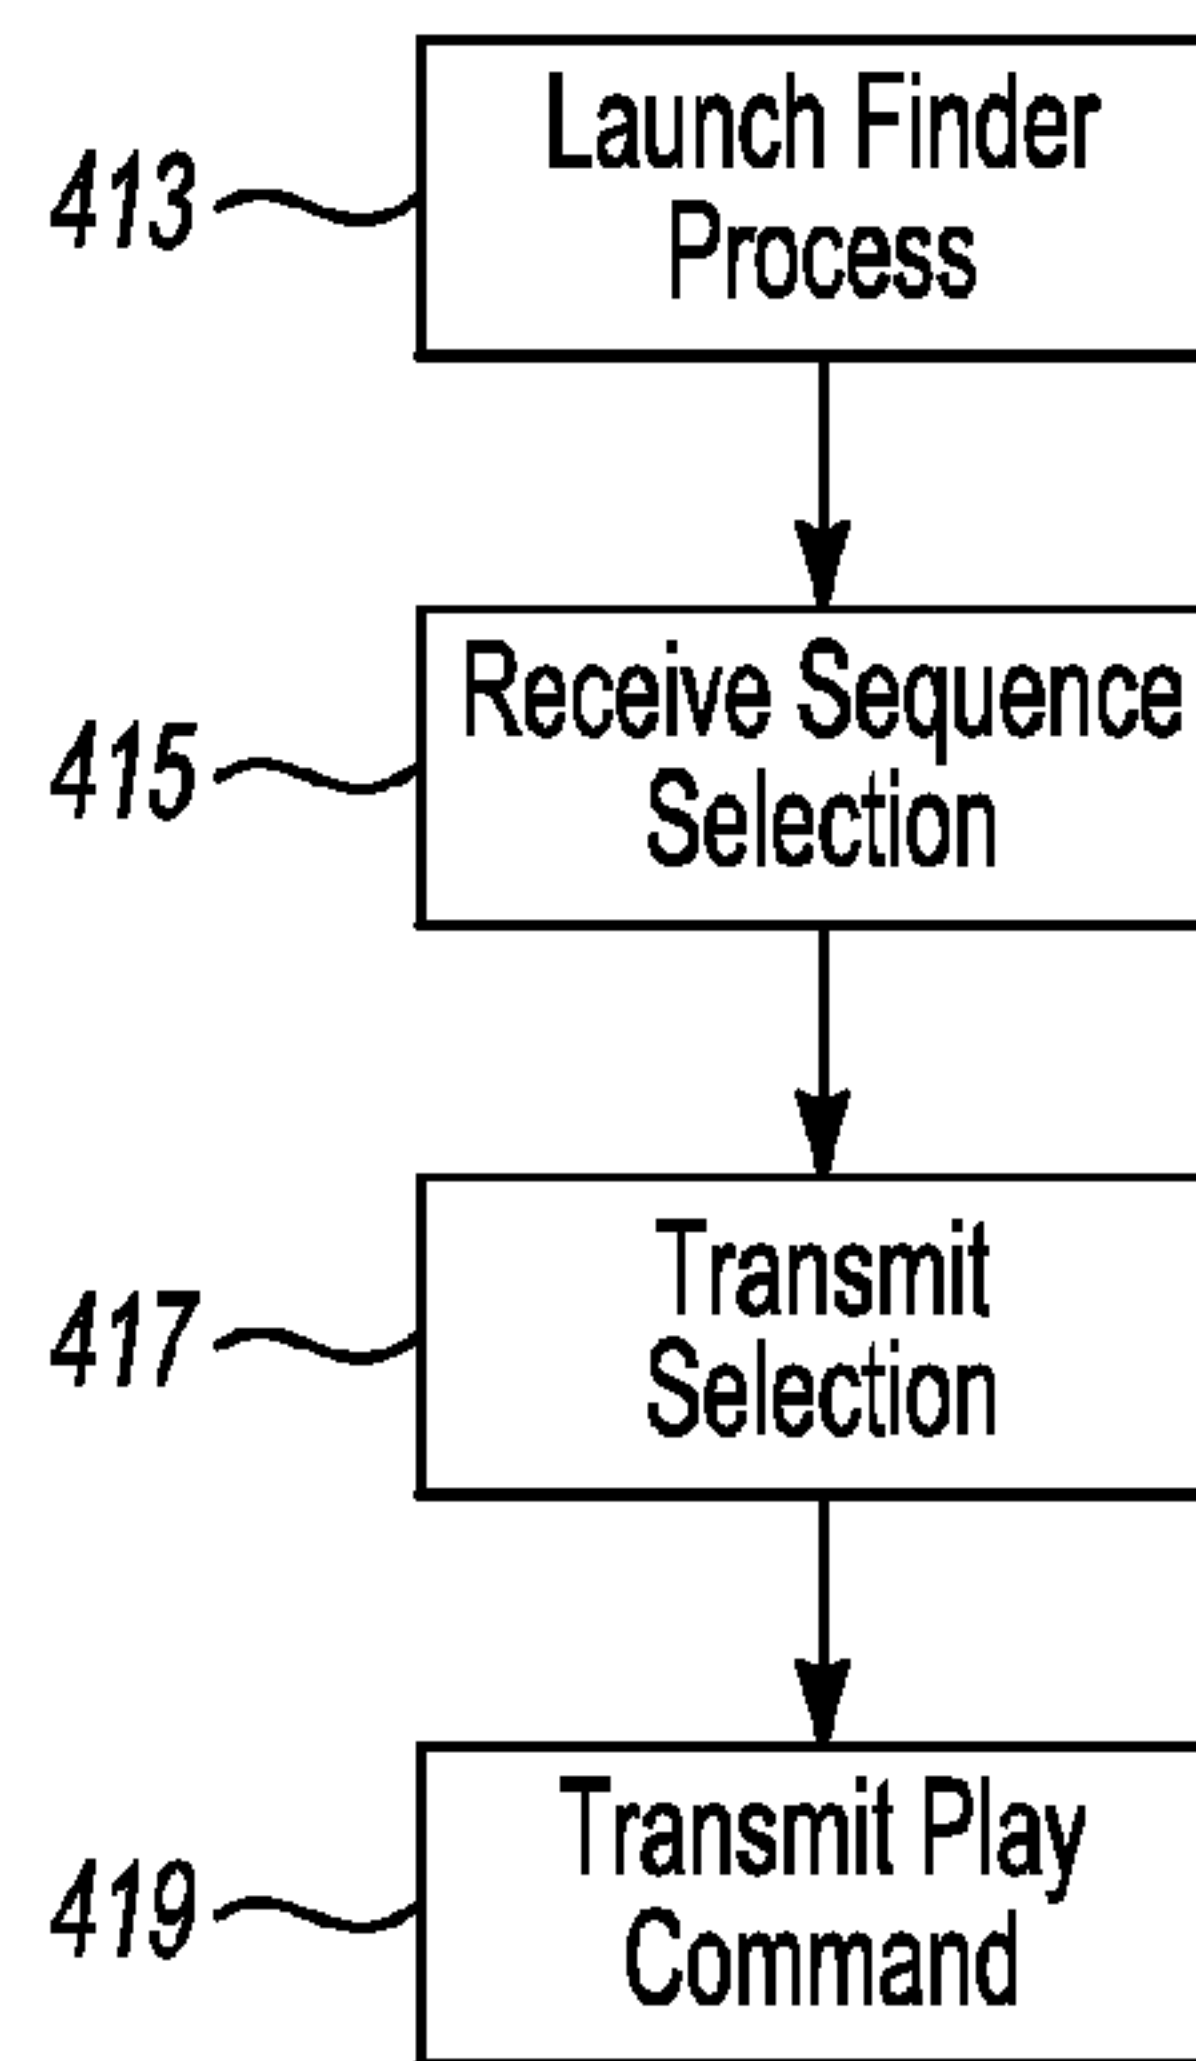 413
Launch Finder
Process
415
Receive Sequence
Selection
417
Transmit
Selection
419
Transmit Play
Command